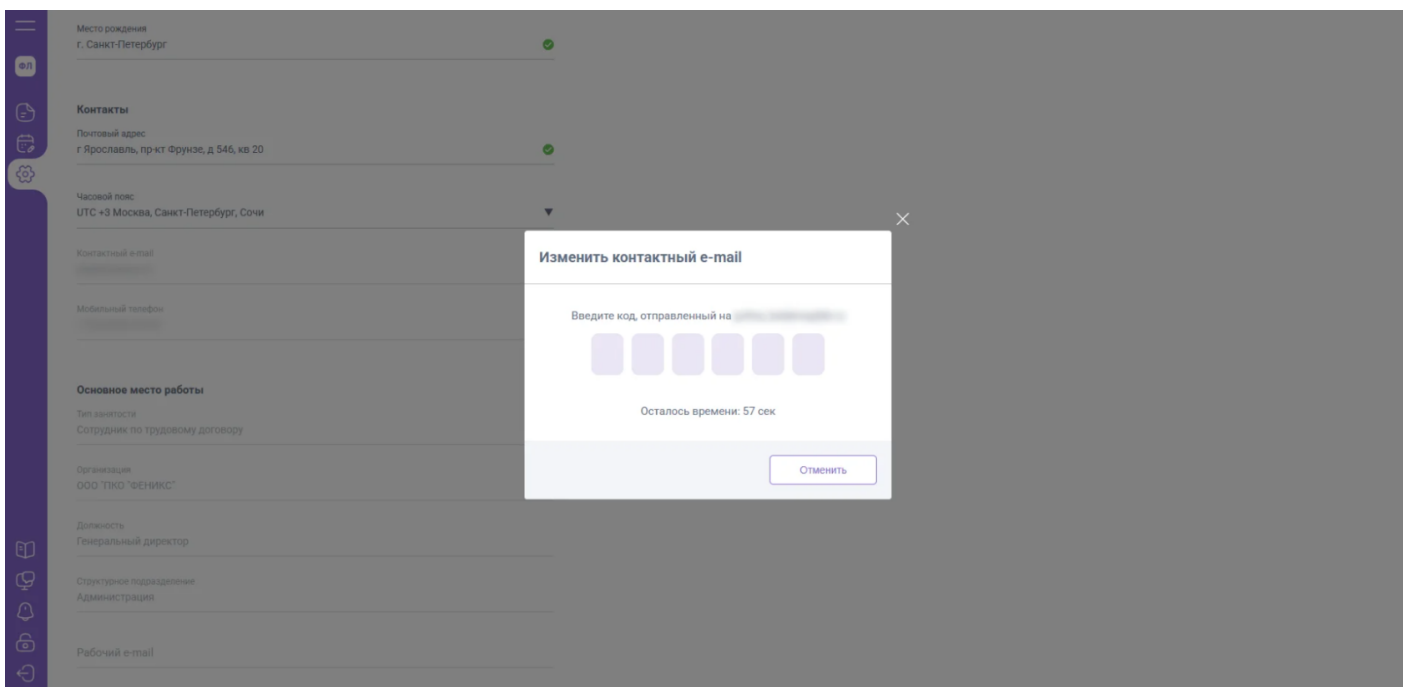 Место рождения
г. Санкт-Петербург
ФЛ
Контакты
Почтовый адрес
г Ярославль, пр-кт Фрунзе, д 546, кв 20
Часовой пояс
UTC +3 Москва, Санкт-Петербург, Сочи
Контактный e-mail
Мобильный телефон
Изменить контактный e-mail
Введите код, отправленный на
Осталось времени: 57 сек
Отменить
Основное место работы
Тип занятости
Сотрудник по трудовому договору
Организация
ООО "ПКО "ФЕНИКС"
Должность
Генеральный директор
Структурное подразделение
Администрация
Рабочий e-mail